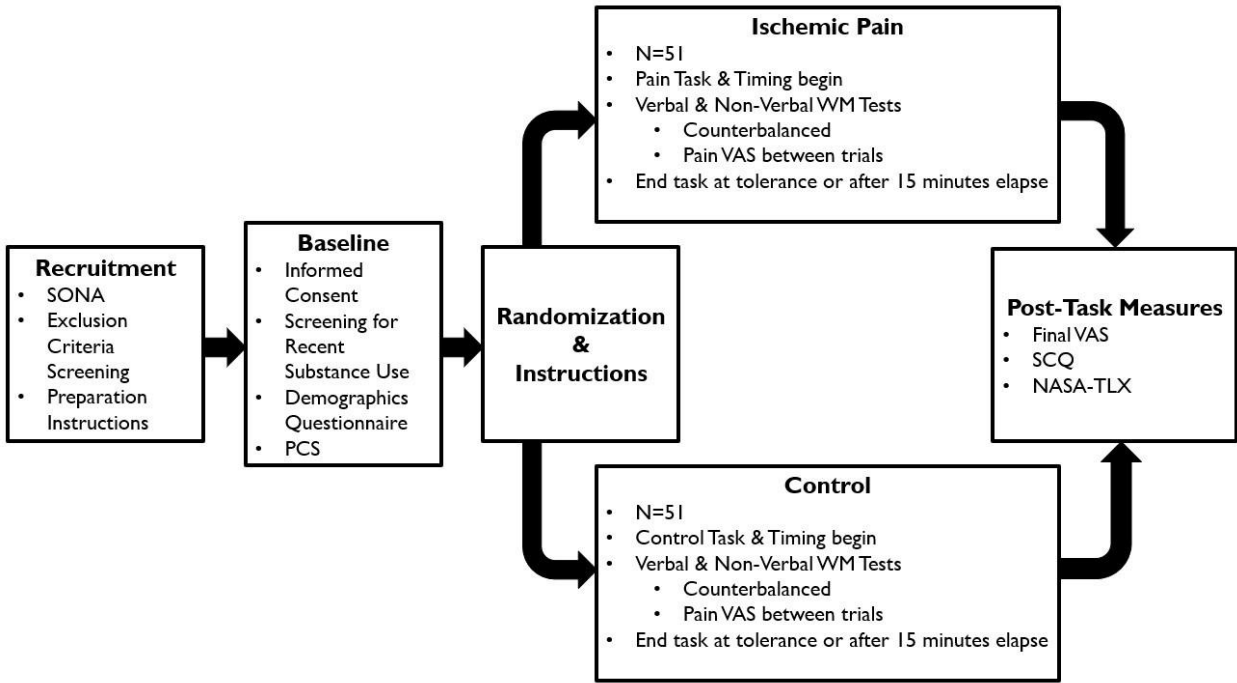 Recruitment
• SONA
• Exclusion
Criteria
Screening
• Preparation
Instructions
Baseline
• Informed
Consent
• Screening for
Recent
Substance Use
• Demographics
Questionnaire
• PCS
Randomization
&
Instructions
Ischemic Pain
• N=51
• Pain Task & Timing begin
• Verbal & Non-Verbal WM Tests
• Counterbalanced
• Pain VAS between trials
• End task at tolerance or after 15 minutes elapse
Control
• N=51
• Control Task & Timing begin
• Verbal & Non-Verbal WM Tests
• Counterbalanced
• Pain VAS between trials
• End task at tolerance or after 15 minutes elapse
Post-Task Measures
• Final VAS
• SCQ
• NASA-TLX